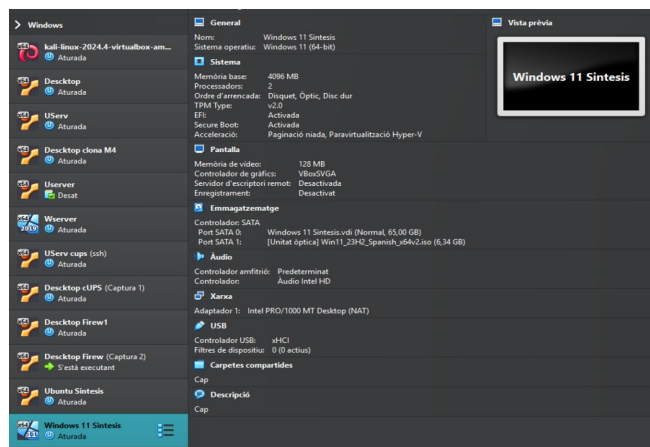 Windows
kali-linux-2024.4-virtualbox-am...
Aturada
Descktop
Aturada
UServ
Aturada
Descktop clona M4
Aturada
Userver
Desat
Wserver
Aturada
UServ cups (ssh)
Aturada
Desktop cUPS (Captura 1)
Aturada
Descktop Firew1
Aturada
Descktop Firew (Captura 2)
S'està executant
Ubuntu Sintesis
Aturada
Windows 11 Sintesis
Aturada
General
Nom: Windows 11 Sintesis
Sistema operatiu: Windows 11 (64-bit)
Sistema
Memòria base: 4096 MB
Processadors: 2
Ordre d'arrencada: Disquet, Òptic, Disc dur
TPM Type: v2.0
EFI: Activada
Secure Boot: Activada
Acceleració: Paginació niada, Paravirtualització Hyper-V
Pantalla
Memòria de vídeo: 128 MB
Controlador de gràfics: VBoxSVGA
Servidor d'escriptori remot: Desactivada
Enregistrament: Desactivat
Emmagatzematge
Controlador: SATA
Port SATA 0: Windows 11 Sintesis.vdi (Normal, 65,00 GB)
Port SATA 1: [Unitat òptica] Win11_23H2_Spanish_x64v2.iso (6,34 GB)
Àudio
Controlador amfitrió: Predeterminat
Controlador: Àudio Intel HD
Xarxa
Adaptador 1: Intel PRO/1000 MT Desktop (NAT)
USB
Controlador USB: xHCI
Filtres de dispositiu: 0 (0 actius)
Carpetes compartides
Cap
Descripció
Cap
Vista prèvia
Windows 11 Sintesis